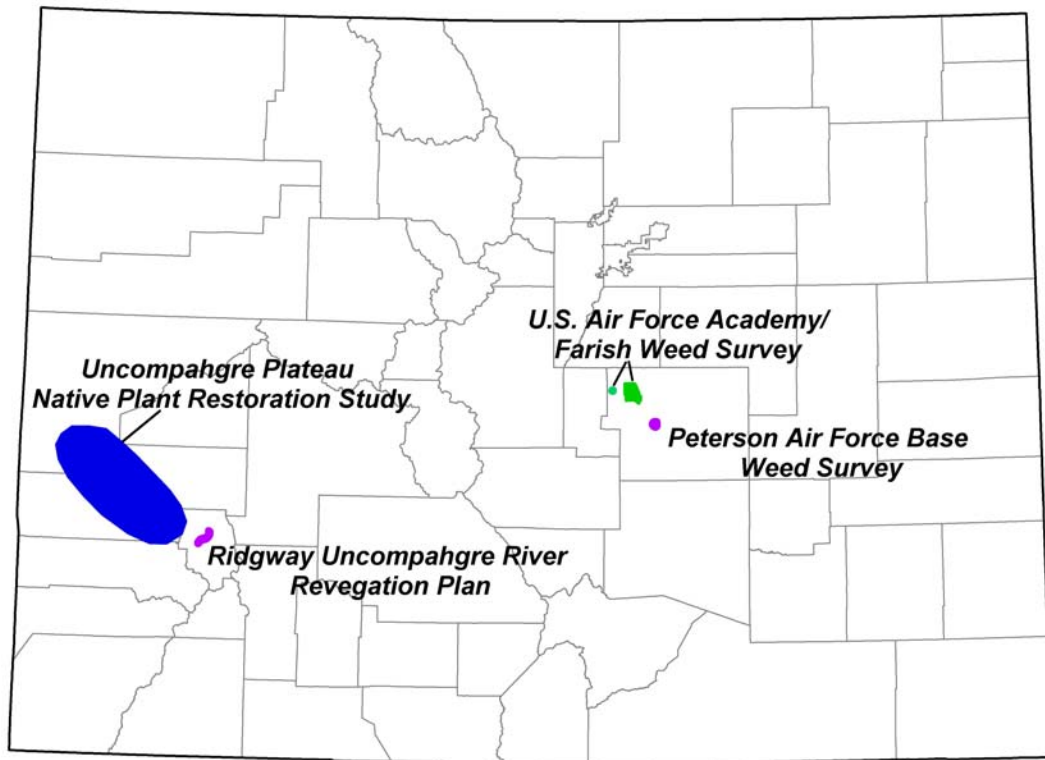 U.S. Air Force Academy/
Farish Weed Survey
Uncompahgre Plateau
Native Plant Restoration Study
Peterson Air Force Base
Weed Survey
Ridgway Uncompahgre River
Revegation Plan